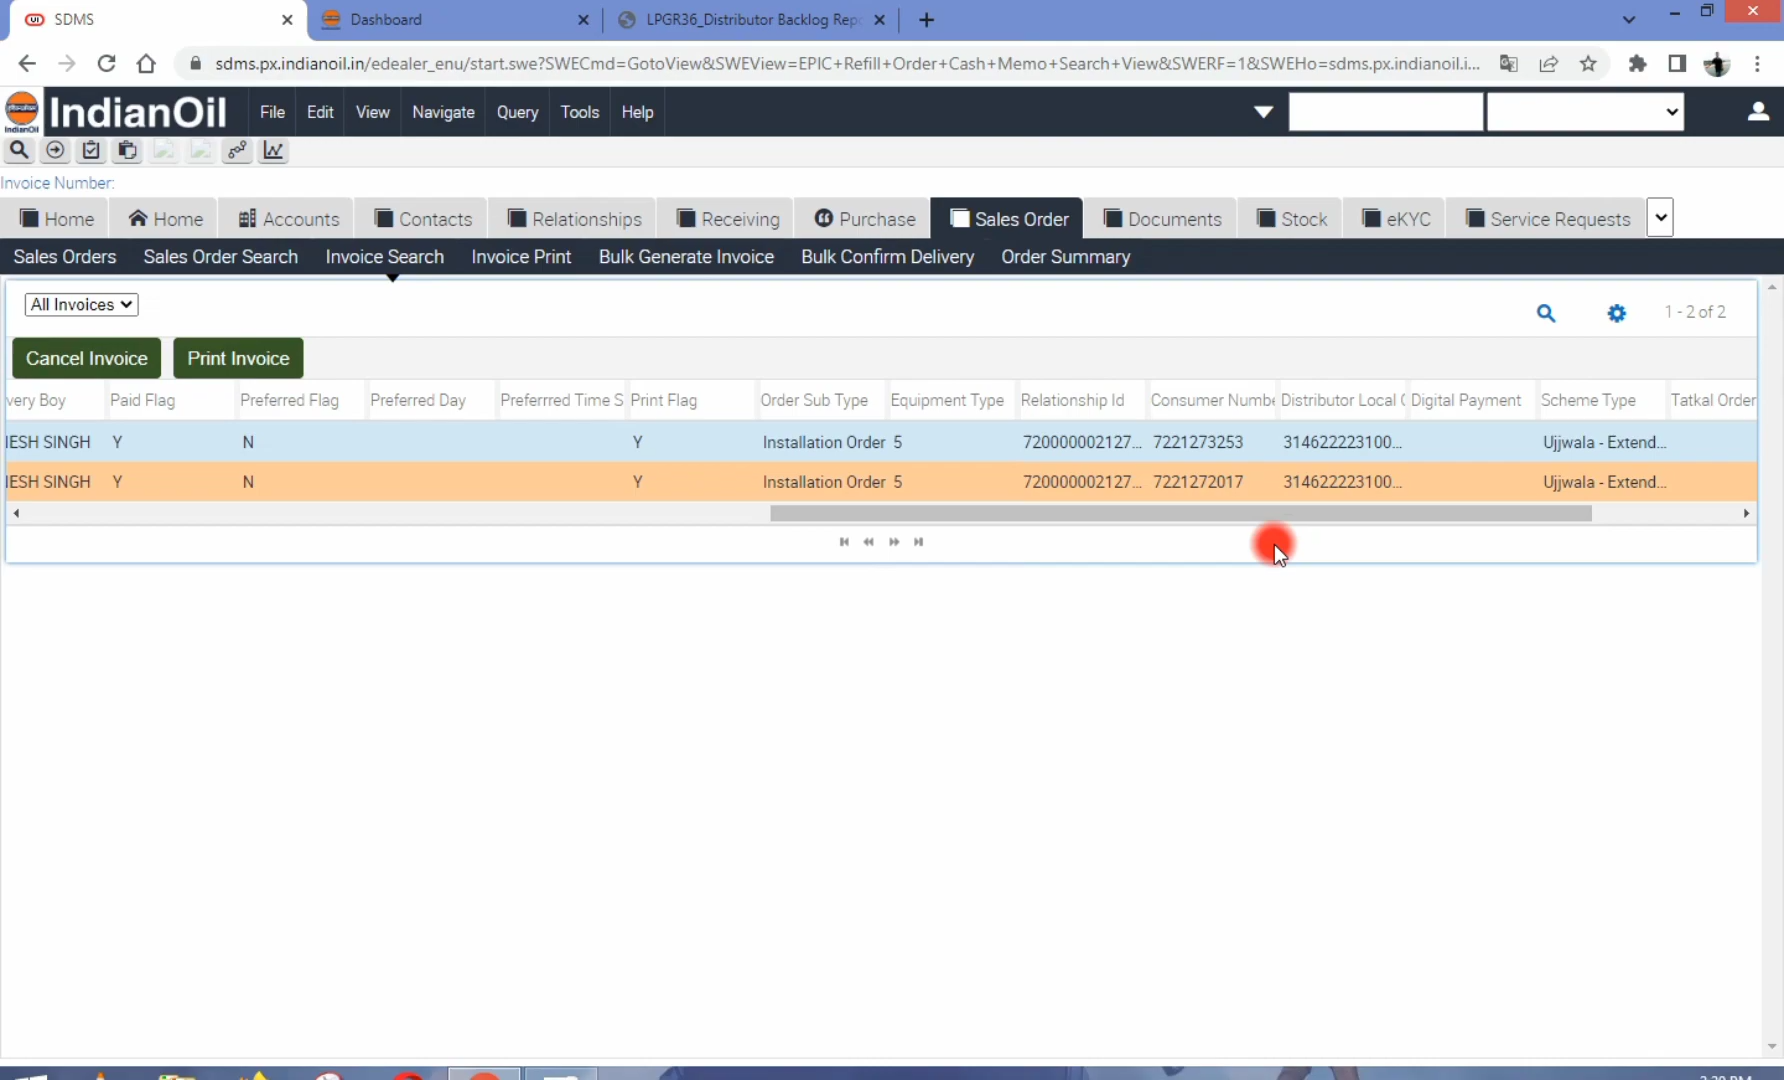 SDMS
Dashboard
LPGR36_Distributor Backlog Rep
sdms.px.indianoil.in/edealer_enu/start.swe?SWECmd=GotoView&SWEView=EPIC+Refill+Order+Cash+Memo+Search+View&SWERF=1&SWEHo=sdms.px.indianoil.i...
IndianOil
IndianOil File Edit View Navigate Query Tools Help
Invoice Number:
Home Home Accounts Contacts Relationships Receiving Purchase Sales Order Documents Stock eKYC Service Requests
Sales Orders Sales Order Search Invoice Search Invoice Print Bulk Generate Invoice Bulk Confirm Delivery Order Summary
All Invoices 1 - 2 of 2
Cancel Invoice Print Invoice
very Boy Paid Flag Preferred Flag Preferred Day Preferrred Time S Print Flag Order Sub Type Equipment Type Relationship Id Consumer Numbe Distributor Local Digital Payment Scheme Type Tatkal Order
IESH SINGH Y N Y Installation Order 5 720000002127... 7221273253 314622223100... Ujjwala - Extend...
IESH SINGH Y N Y Installation Order 5 720000002127... 7221272017 314622223100... Ujjwala - Extend...